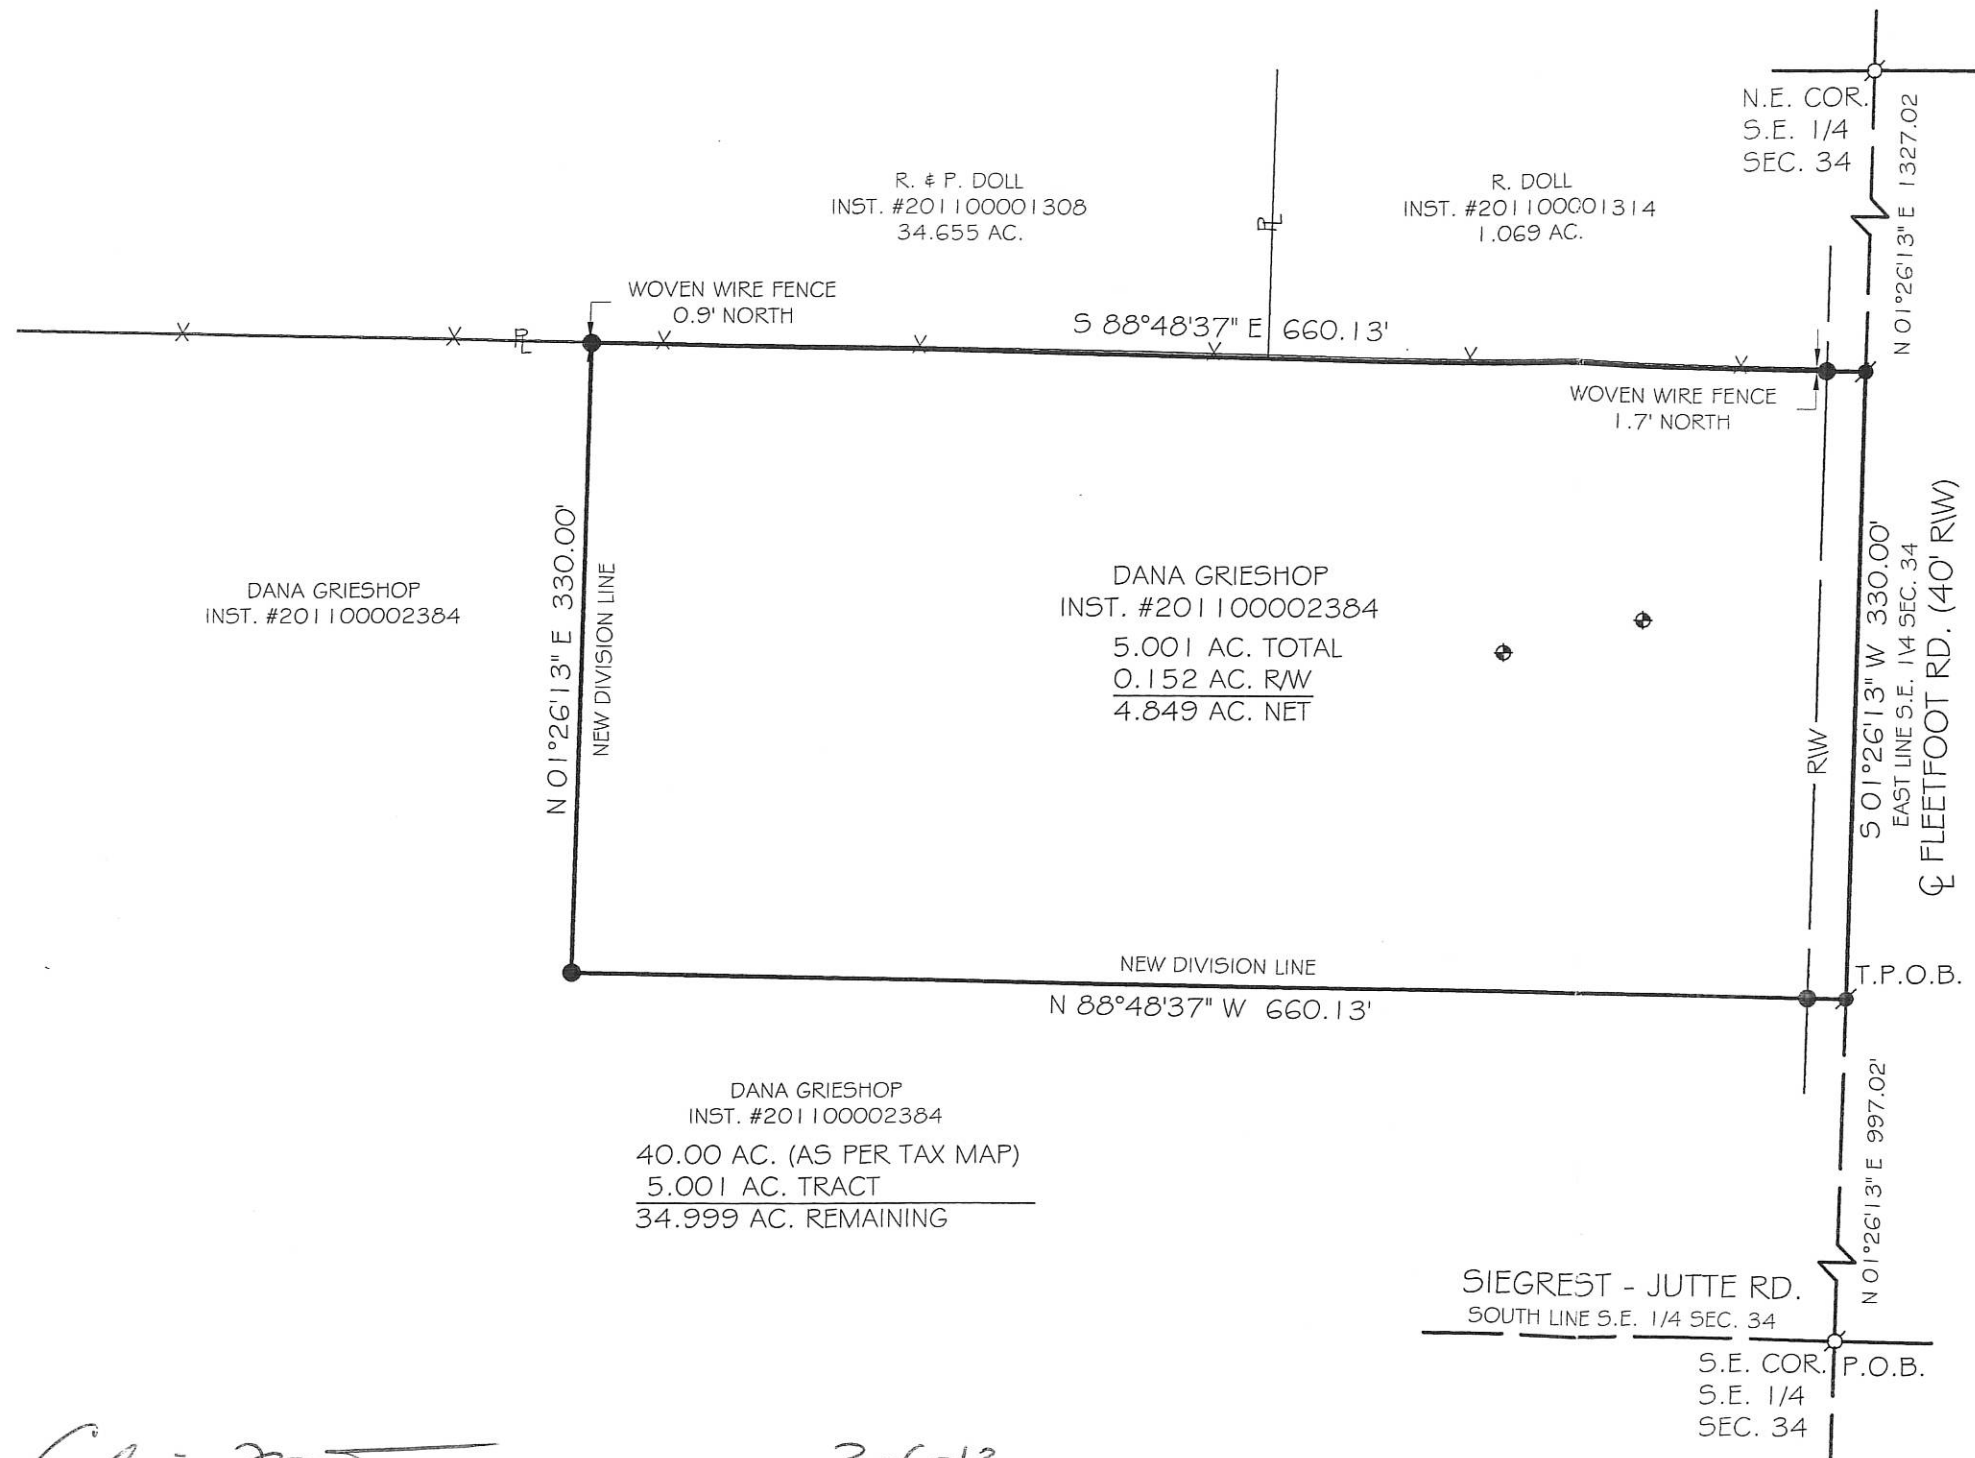 N.E. COR.
S.E. 1/4
SEC. 34
N 01°26'13" E 1327.02
R. & P. DOLL
INST. #201100001308
34.655 AC.
R. DOLL
INST. #201100001314
1.069 AC.
PL
WOVEN WIRE FENCE
0.9' NORTH
S 88°48'37" E 660.13'
X X PL X X X X X
WOVEN WIRE FENCE
1.7' NORTH
N 01°26'13" E 330.00'
NEW DIVISION LINE
DANA GRIESHOP
INST. #201100002384
DANA GRIESHOP
INST. #201100002384
5.001 AC. TOTAL
0.152 AC. R/W
4.849 AC. NET
R\W
S 01°26'13" W 330.00'
EAST LINE S.E. 1\4 SEC. 34
CL FLEETFOOT RD. (40' R\W)
NEW DIVISION LINE
N 88°48'37" W 660.13'
T.P.O.B.
DANA GRIESHOP
INST. #201100002384
40.00 AC. (AS PER TAX MAP)
5.001 AC. TRACT
34.999 AC. REMAINING
N 01°26'13" E 997.02'
SIEGREST - JUTTE RD.
SOUTH LINE S.E. 1/4 SEC. 34
S.E. COR. P.O.B.
S.E. 1/4
SEC. 34